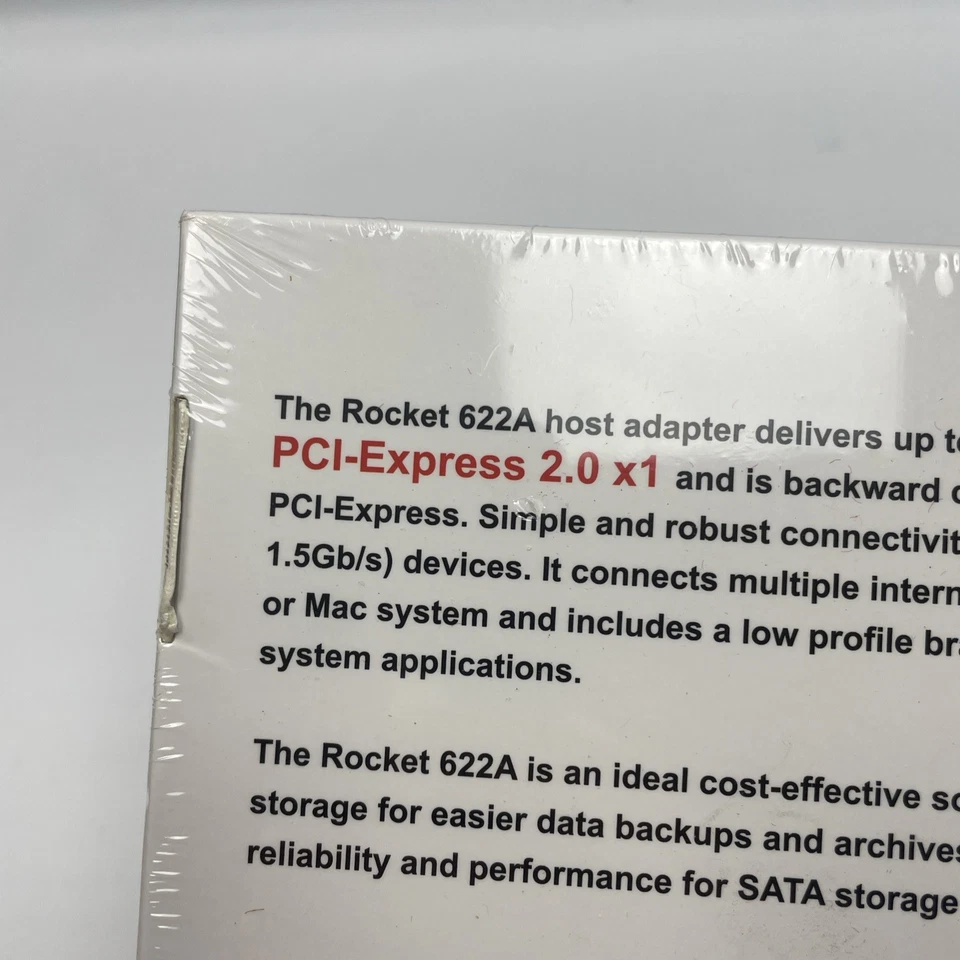 The Rocket 622A host adapter delivers up
PCI-Express 2.0 x1 and is backward
PCI-Express. Simple and robust connectivit
1.5Gb/s) devices. It connects multiple intern
or Mac system and includes a low profile br
system applications.
The Rocket 622A is an ideal cost-effective so
storage for easier data backups and archives
reliability and performance for SATA storage